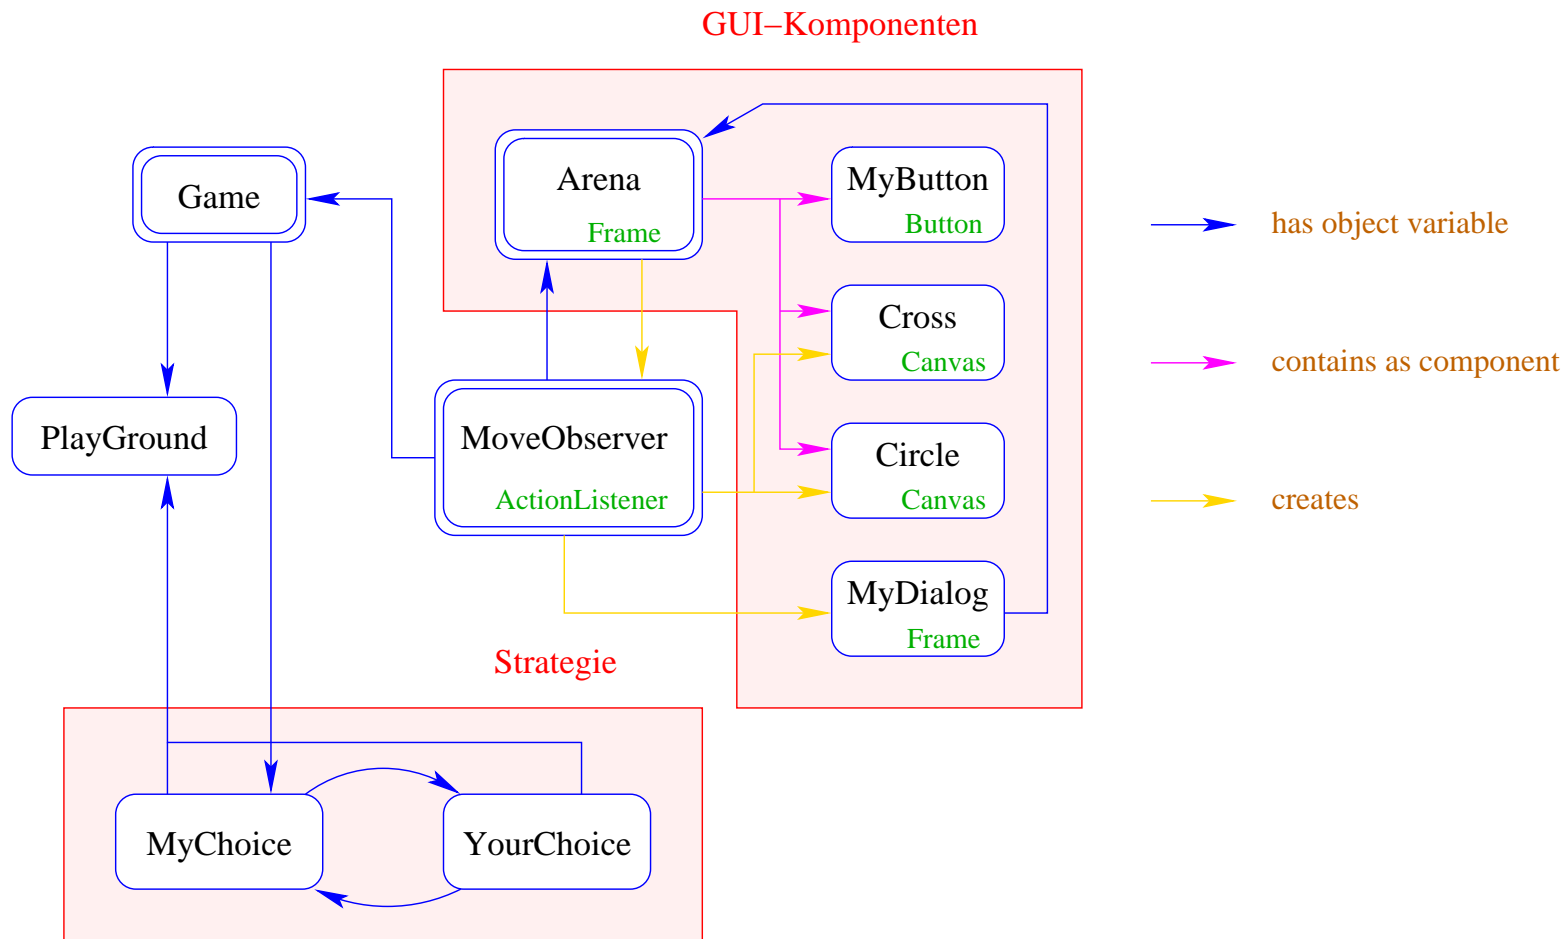 GUI–Komponenten
Game
Arena
Frame
MyButton
Button
has object variable
Cross
Canvas
contains as component
PlayGround
MoveObserver
ActionListener
Circle
Canvas
creates
MyDialog
Frame
Strategie
MyChoice
YourChoice